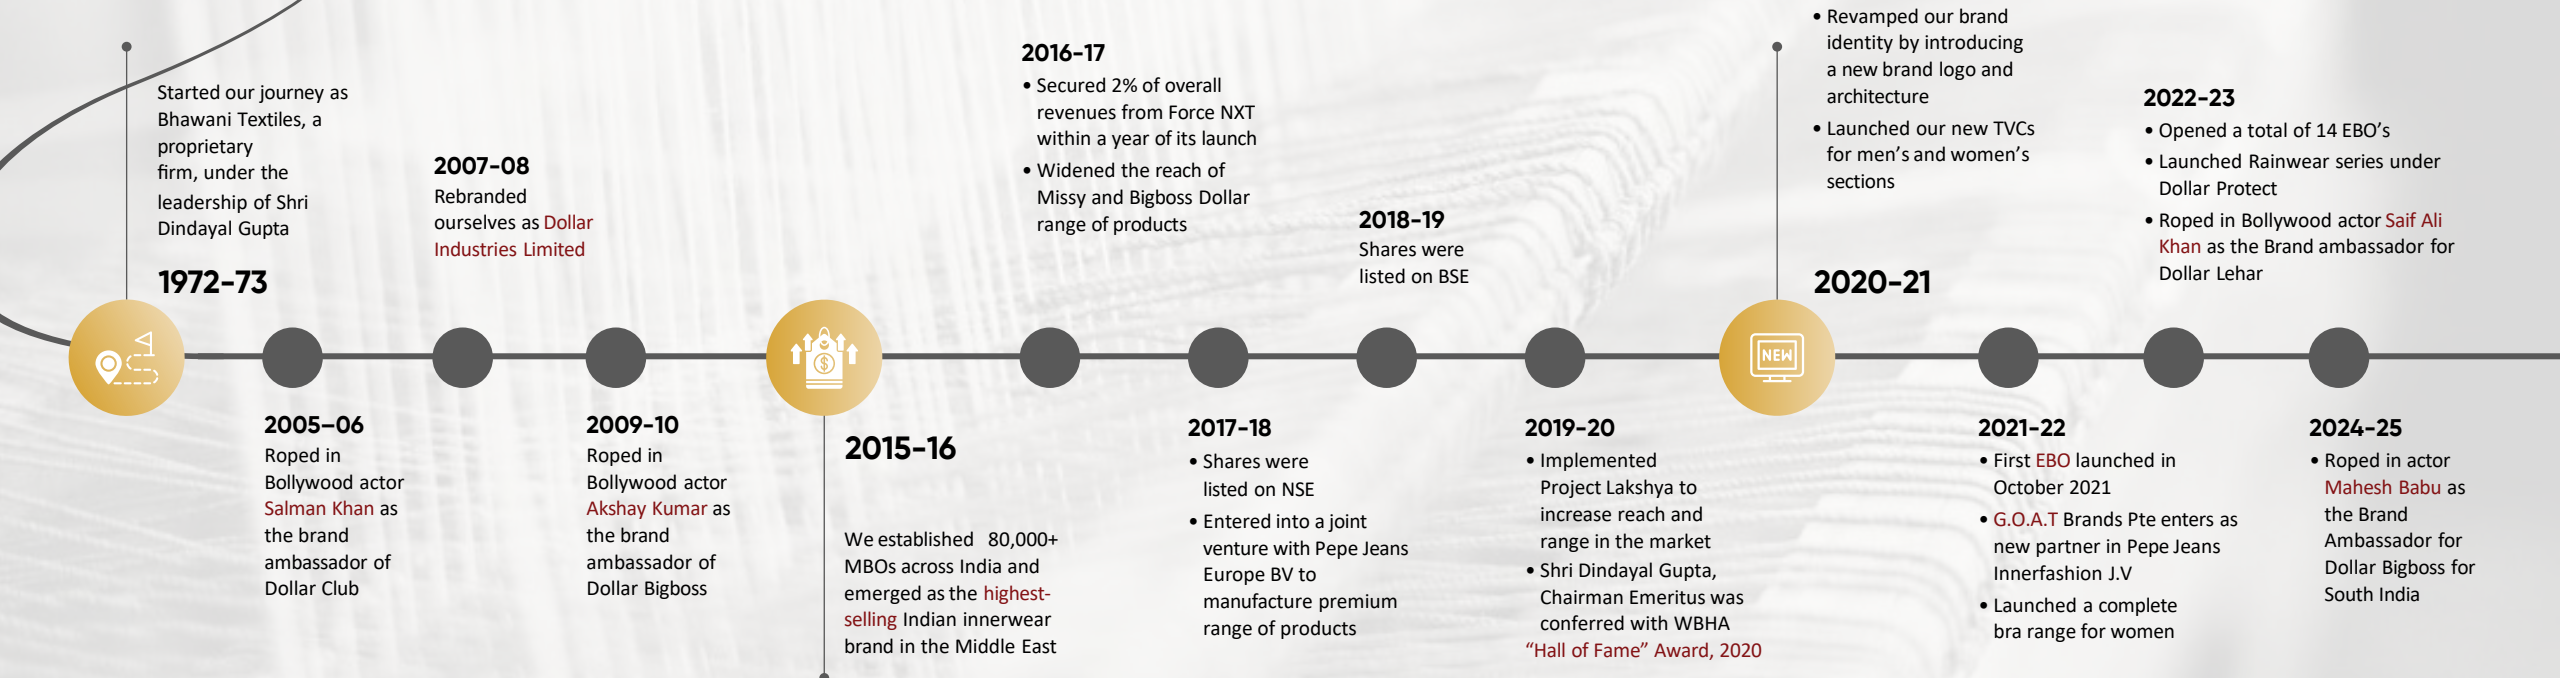 Started our journey as
Bhawani Textiles, a
proprietary
firm, under the
leadership of Shri
Dindayal Gupta
1972-73
2005–06
Roped in
Bollywood actor
Salman Khan as
the brand
ambassador of
Dollar Club
2007-08
Rebranded
ourselves as Dollar
Industries Limited
2009-10
Roped in
Bollywood actor
Akshay Kumar as
the brand
ambassador of
Dollar Bigboss
$
2015-16
We established 80,000+
MBOs across India and
emerged as the highest-
selling Indian innerwear
brand in the Middle East
2016-17
• Secured 2% of overall
revenues from Force NXT
within a year of its launch
• Widened the reach of
Missy and Bigboss Dollar
range of products
2017-18
• Shares were
listed on NSE
• Entered into a joint
venture with Pepe Jeans
Europe BV to
manufacture premium
range of products
2018-19
Shares were
listed on BSE
2019-20
• Implemented
Project Lakshya to
increase reach and
range in the market
• Shri Dindayal Gupta,
Chairman Emeritus was
conferred with WBHA
“Hall of Fame” Award, 2020
• Revamped our brand
identity by introducing
a new brand logo and
architecture
• Launched our new TVCs
for men’s and women’s
sections
2020-21
NEW
2021-22
• First EBO launched in
October 2021
• G.O.A.T Brands Pte enters as
new partner in Pepe Jeans
Innerfashion J.V
• Launched a complete
bra range for women
2022-23
• Opened a total of 14 EBO’s
• Launched Rainwear series under
Dollar Protect
• Roped in Bollywood actor Saif Ali
Khan as the Brand ambassador for
Dollar Lehar
2024-25
• Roped in actor
Mahesh Babu as
the Brand
Ambassador for
Dollar Bigboss for
South India